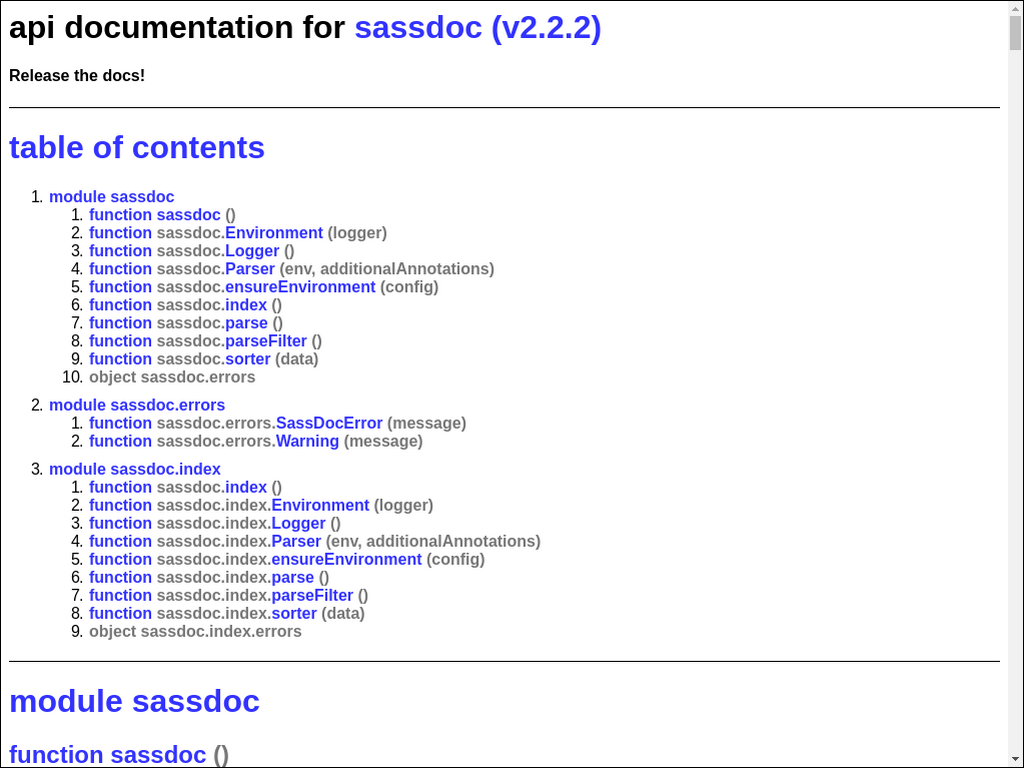 api documentation for sassdoc (v2.2.2)
Release the docs!
table of contents
1. module sassdoc
1. function sassdoc ()
2. function sassdoc.Environment (logger)
3. function sassdoc.Logger ()
4. function sassdoc.Parser (env, additionalAnnotations)
5. function sassdoc.ensureEnvironment (config)
6. function sassdoc.index ()
7. function sassdoc.parse ()
8. function sassdoc.parseFilter ()
9. function sassdoc.sorter (data)
10. object sassdoc.errors
2. module sassdoc.errors
1. function sassdoc.errors.SassDocError (message)
2. function sassdoc.errors.Warning (message)
3. module sassdoc.index
1. function sassdoc.index ()
2. function sassdoc.index.Environment (logger)
3. function sassdoc.index.Logger ()
4. function sassdoc.index.Parser (env, additionalAnnotations)
5. function sassdoc.index.ensureEnvironment (config)
6. function sassdoc.index.parse ()
7. function sassdoc.index.parseFilter ()
8. function sassdoc.index.sorter (data)
9. object sassdoc.index.errors
module sassdoc
function sassdoc ()